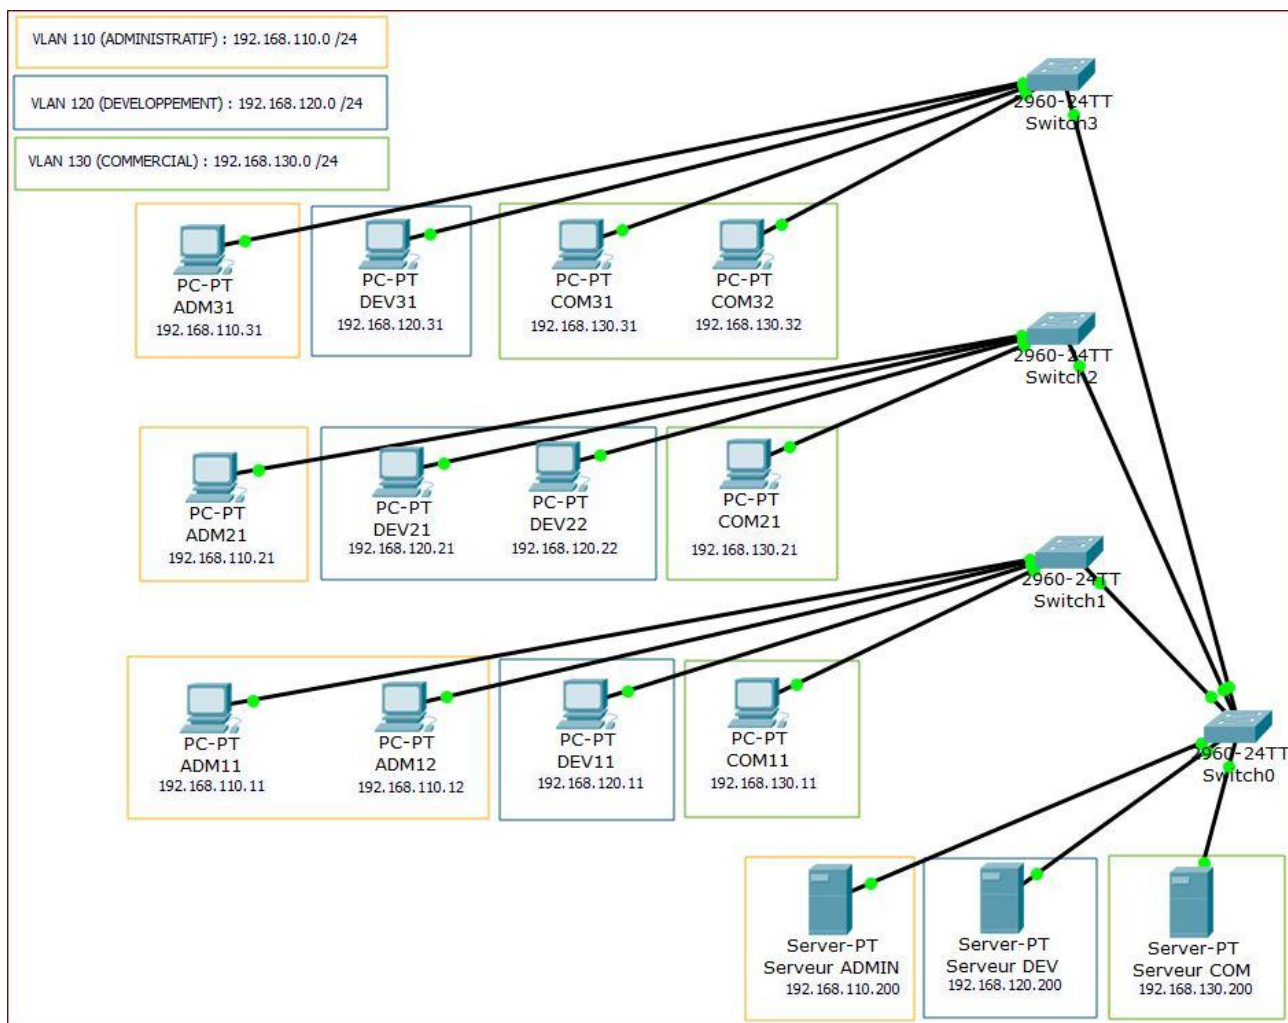 VLAN 110 (ADMINISTRATIF) : 192.168.110.0 /24
VLAN 120 (DEVELOPPEMENT) : 192.168.120.0 /24
VLAN 130 (COMMERCIAL) : 192.168.130.0 /24
2960-24TT
Switch3
PC-PT
ADM31
192.168.110.31
PC-PT
DEV31
192.168.120.31
PC-PT
COM31
192.168.130.31
PC-PT
COM32
192.168.130.32
2960-24TT
Switch2
PC-PT
ADM21
192.168.110.21
PC-PT
DEV21
192.168.120.21
PC-PT
DEV22
192.168.120.22
PC-PT
COM21
192.168.130.21
2960-24TT
Switch1
PC-PT
ADM11
192.168.110.11
PC-PT
ADM12
192.168.110.12
PC-PT
DEV11
192.168.120.11
PC-PT
COM11
192.168.130.11
2960-24TT
Switch0
Server-PT
Serveur ADMIN
192.168.110.200
Server-PT
Serveur DEV
192.168.120.200
Server-PT
Serveur COM
192.168.130.200